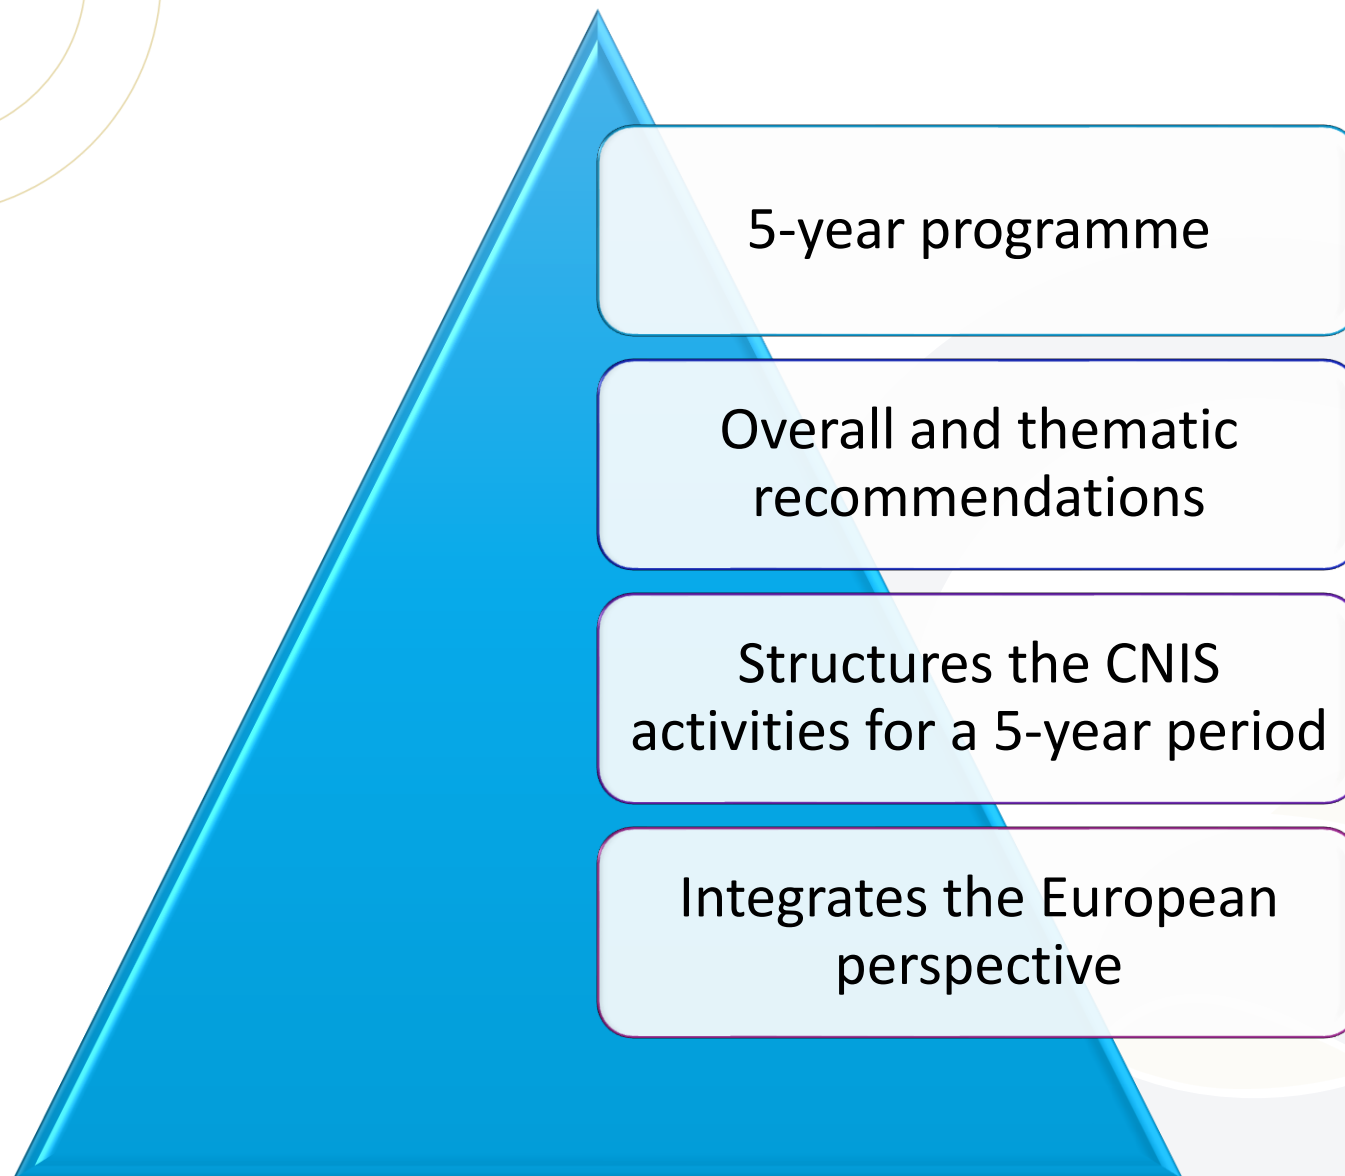 5-year programme
Overall and thematic
recommendations
Structures the CNIS
activities for a 5-year period
Integrates the European
perspective